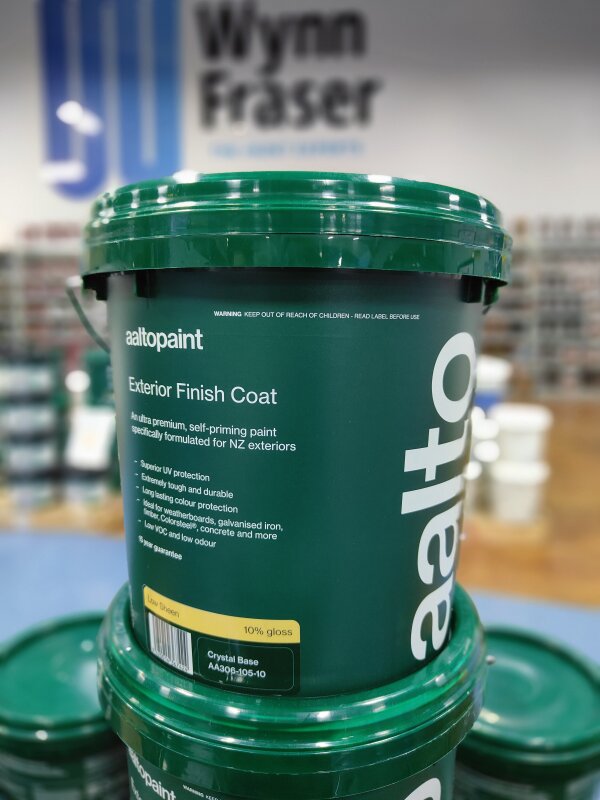 Wynn
Fraser
WARNING KEEP OUT OF REACH OF CHILDREN - READ LABEL BEFORE USE
aaltopaint
Exterior Finish Coat
An ultra premium, self-priming paint
specifically formulated for NZ exteriors
- Superior UV protection
- Extremely tough and durable
- Long lasting colour protection
- Ideal for weatherboards, galvanised iron,
timber, Colorsteel®, concrete and more
- Low VOC and low odour
15 year guarantee
aalto
Low Sheen
10% gloss
Crystal Base
AA306-105-10
aaltopaint
WARNING KEEP